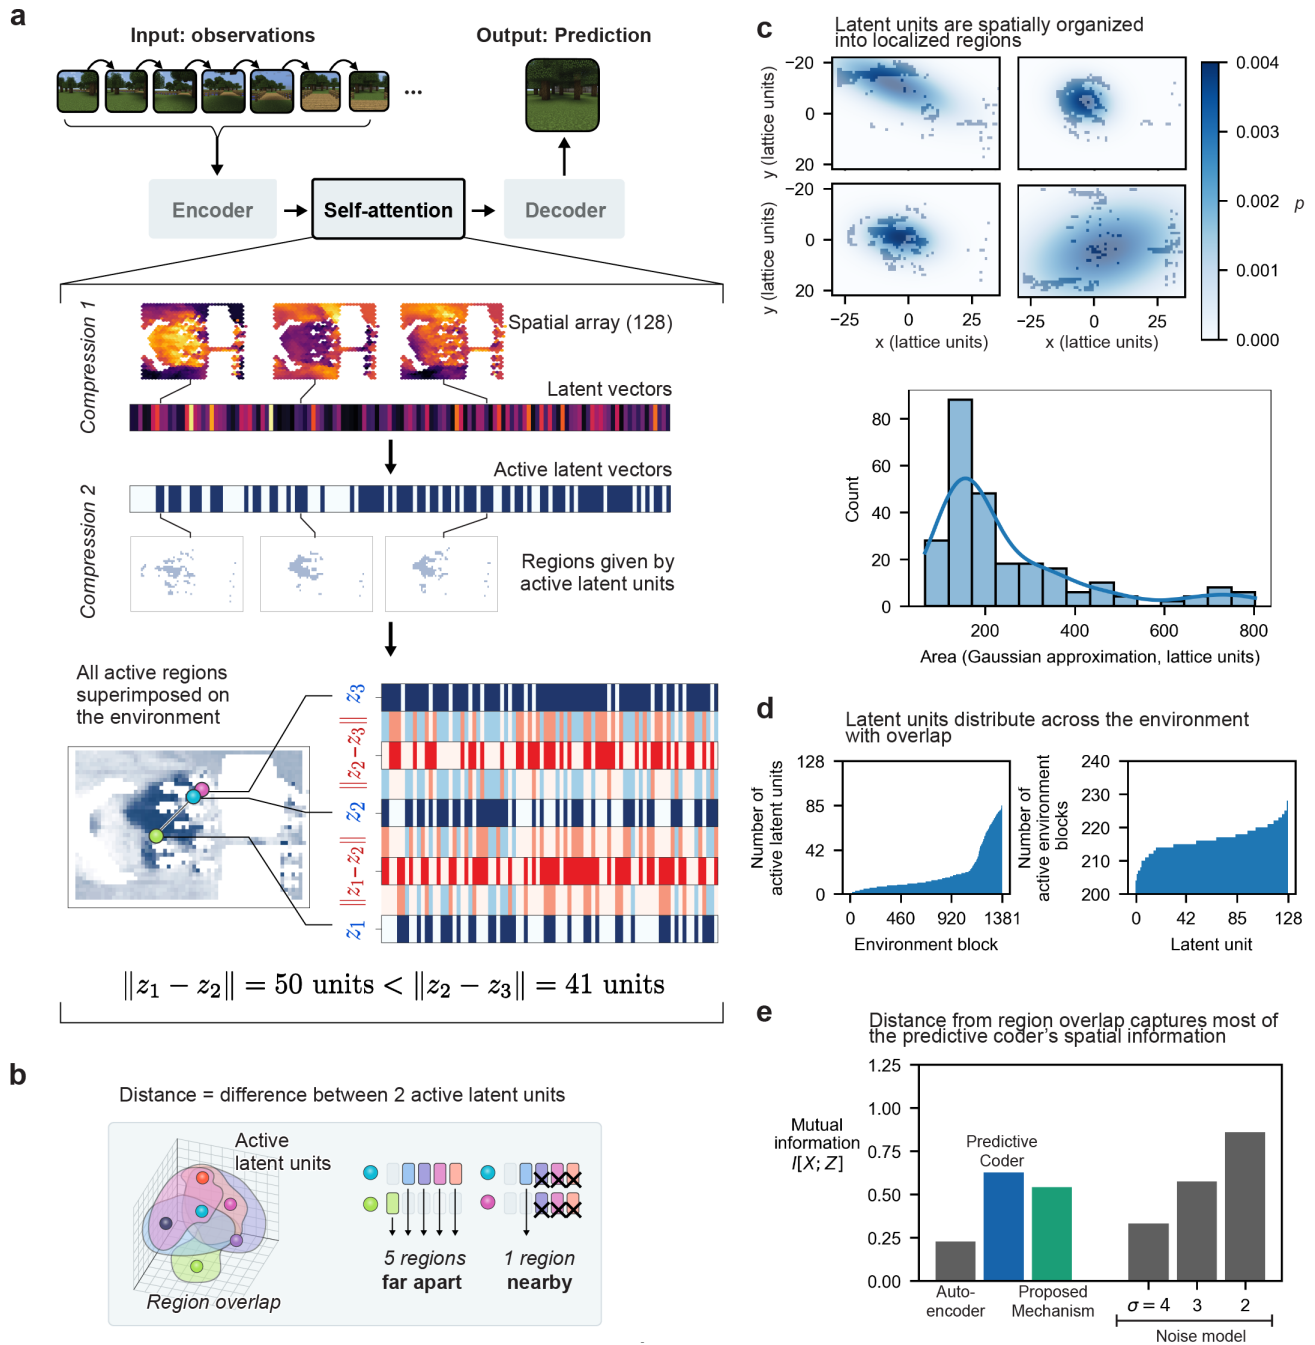 a
Input: observations
Output: Prediction
...
Encoder
Self-attention
Decoder
Compression 1
Spatial array (128)
Latent vectors
Active latent vectors
Compression 2
Regions given by
active latent units
All active regions
superimposed on
the environment
z₃
‖z₂ − z₃‖
z₂
‖z₁ − z₂‖
z₁
‖z₁ − z₂‖ = 50 units < ‖z₂ − z₃‖ = 41 units
b
Distance = difference between 2 active latent units
Active
latent units
Region overlap
5 regions
far apart
1 region
nearby
c
Latent units are spatially organized
into localized regions
y (lattice units)
−20
0
20
y (lattice units)
−20
0
20
−25 0 25
x (lattice units)
−25 0 25
x (lattice units)
0.004
0.003
0.002
0.001
0.000
p
Count
80
60
40
20
0
200 400 600 800
Area (Gaussian approximation, lattice units)
d
Latent units distribute across the environment
with overlap
Number of
active latent units
128
85
42
0
0 460 920 1381
Environment block
Number of
active environment
blocks
240
230
220
210
200
0 42 85 128
Latent unit
e
Distance from region overlap captures most of
the predictive coder's spatial information
Mutual
information
I[X; Z]
1.25
1.00
0.75
0.50
0.25
0.00
Predictive
Coder
Auto-
encoder
Proposed
Mechanism
σ = 4 3 2
Noise model